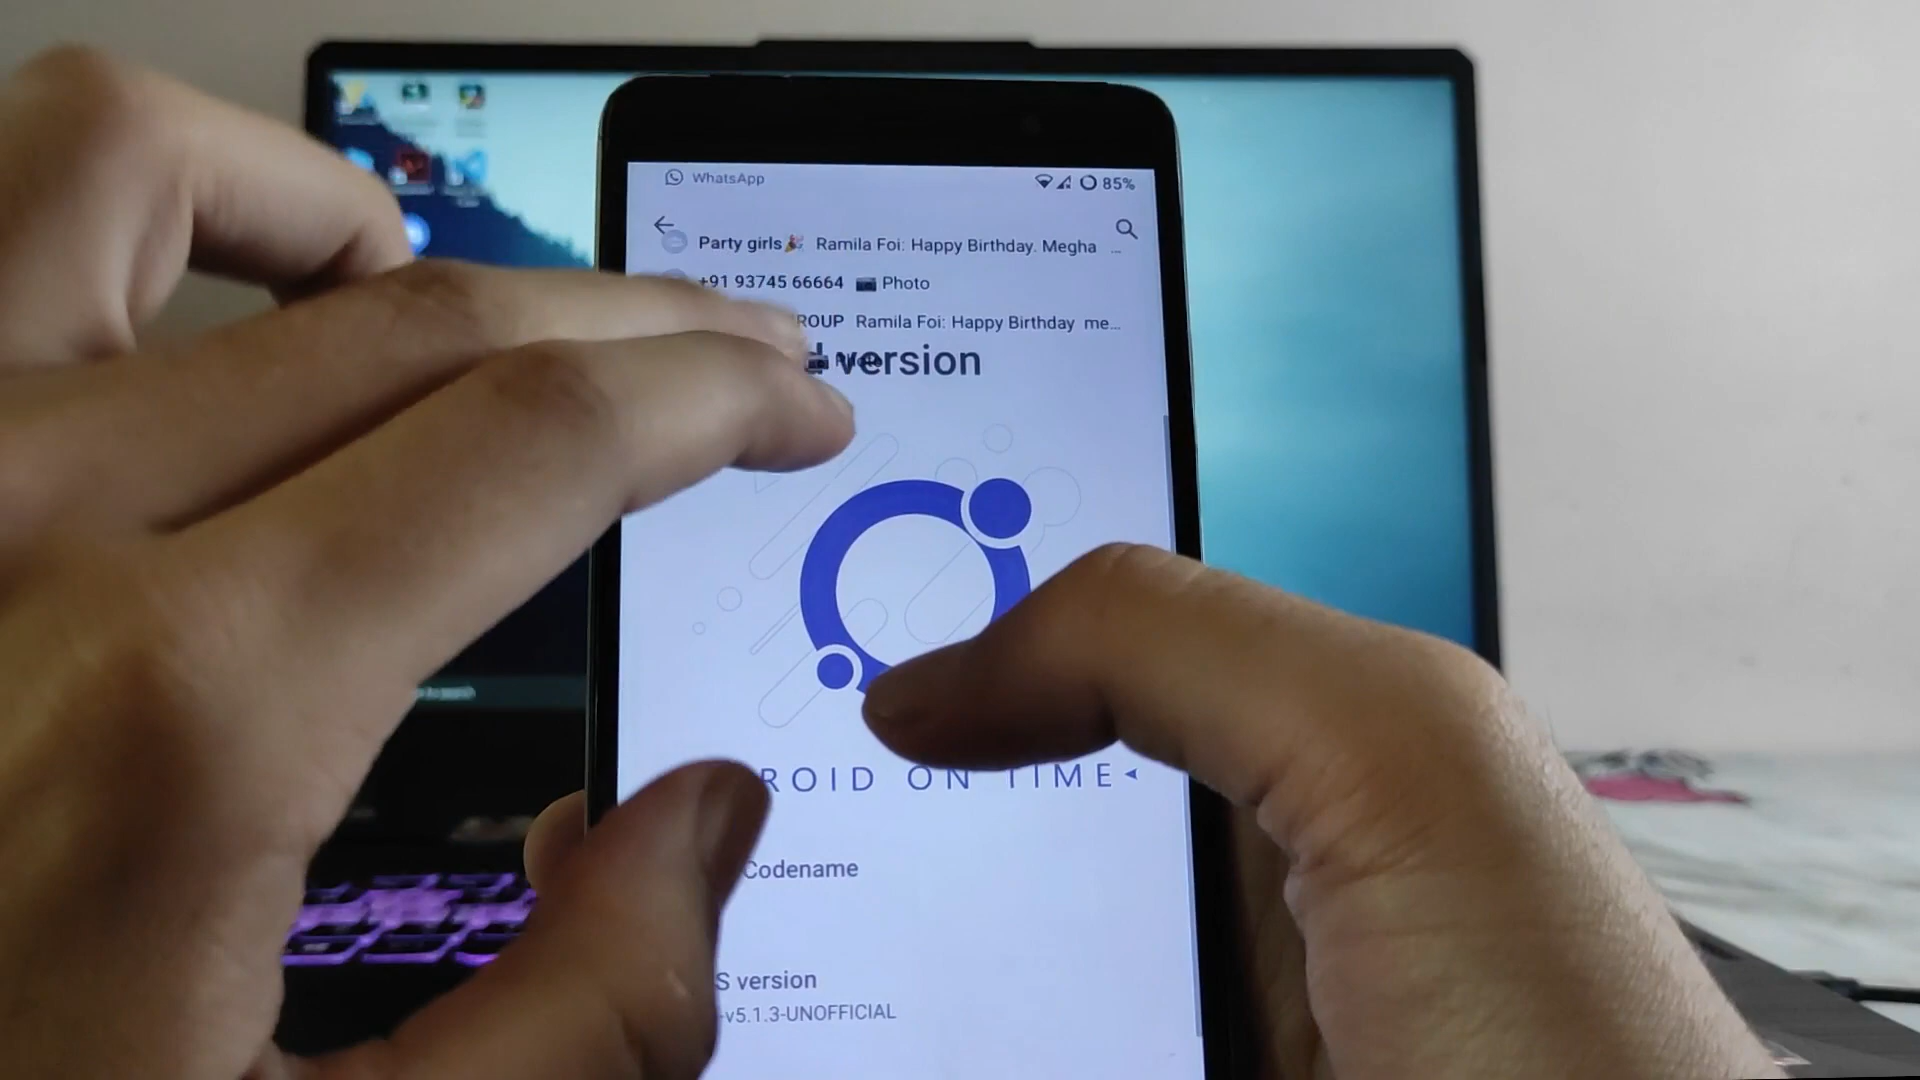 WhatsApp 85%
Party girls🎉 Ramila Foi: Happy Birthday. Megha ...
+91 93745 66664 📷 Photo
ROUP Ramila Foi: Happy Birthday me...
d version
ROID ON TIME
Codename
S version
-v5.1.3-UNOFFICIAL